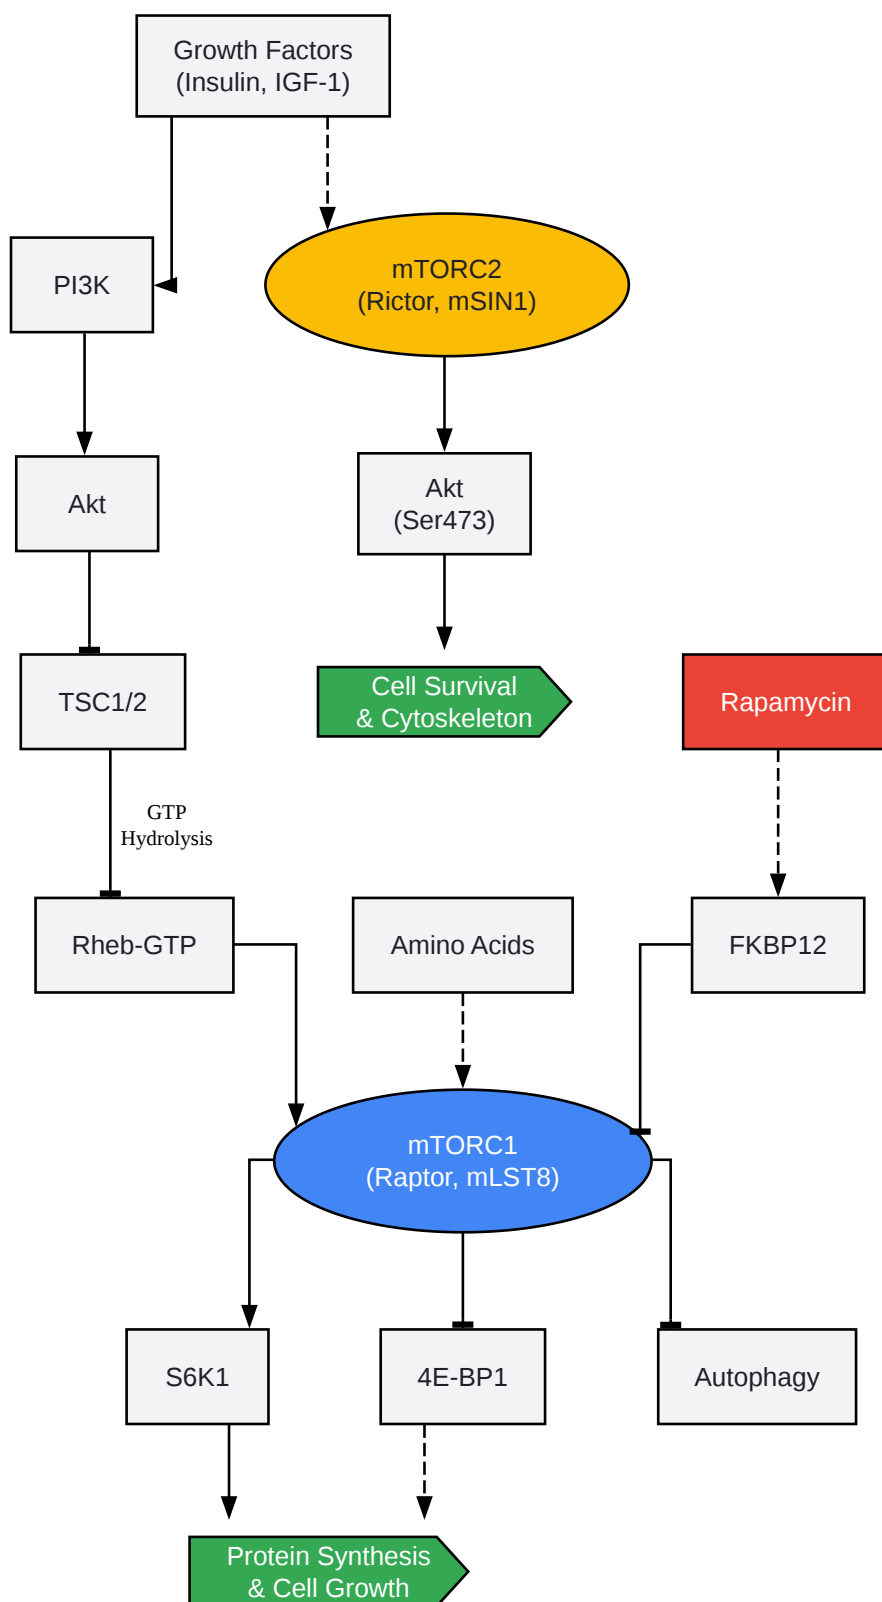 Growth Factors
(Insulin, IGF-1)
PI3K
mTORC2
(Rictor, mSIN1)
Akt
Akt
(Ser473)
TSC1/2
Cell Survival
& Cytoskeleton
Rapamycin
GTP
Hydrolysis
Rheb-GTP
Amino Acids
FKBP12
mTORC1
(Raptor, mLST8)
S6K1
4E-BP1
Autophagy
Protein Synthesis
& Cell Growth